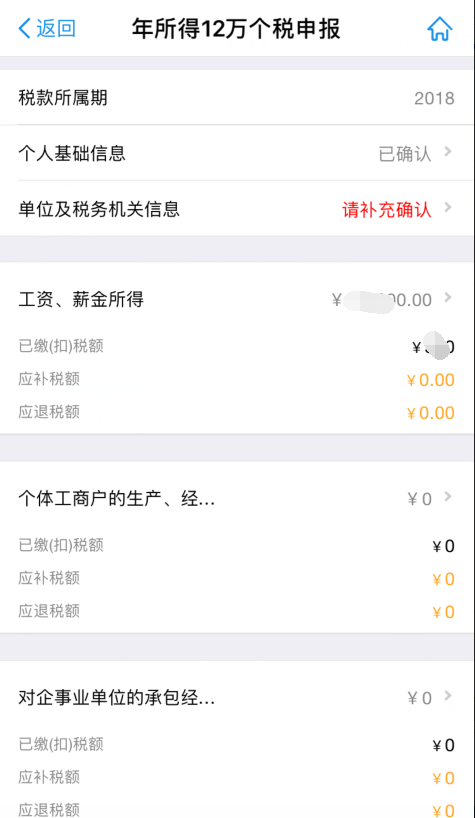 返回 年所得12万个税申报
税款所属期 2018
个人基础信息 已确认
单位及税务机关信息 请补充确认
工资、薪金所得 ¥ 00.00
已缴(扣)税额 ¥ 0
应补税额 ¥0.00
应退税额 ¥0.00
个体工商户的生产、经... ¥0
已缴(扣)税额 ¥0
应补税额 ¥0
应退税额 ¥0
对企事业单位的承包经... ¥0
已缴(扣)税额 ¥0
应补税额 ¥0
应退税额 ¥0